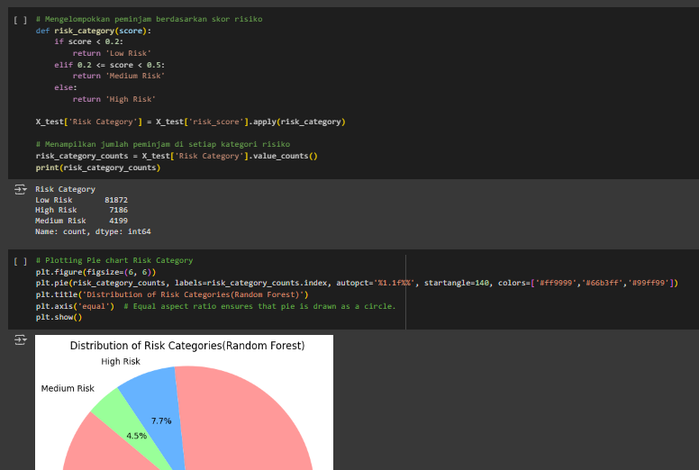 [ ] # Mengelompokkan peminjam berdasarkan skor risiko
def risk_category(score):
    if score < 0.2:
        return 'Low Risk'
    elif 0.2 <= score < 0.5:
        return 'Medium Risk'
    else:
        return 'High Risk'
X_test['Risk Category'] = X_test['risk_score'].apply(risk_category)
# Menampilkan jumlah peminjam di setiap kategori risiko
risk_category_counts = X_test['Risk Category'].value_counts()
print(risk_category_counts)
Risk Category
Low Risk 81872
High Risk 7186
Medium Risk 4199
Name: count, dtype: int64
[ ] # Plotting Pie chart Risk Category
plt.figure(figsize=(6, 6))
plt.pie(risk_category_counts, labels=risk_category_counts.index, autopct='%1.1f%%', startangle=140, colors=['#ff9999','#66b3ff','#99ff99'])
plt.title('Distribution of Risk Categories(Random Forest)')
plt.axis('equal')  # Equal aspect ratio ensures that pie is drawn as a circle.
plt.show()
Distribution of Risk Categories(Random Forest)
High Risk
Medium Risk
7.7%
4.5%